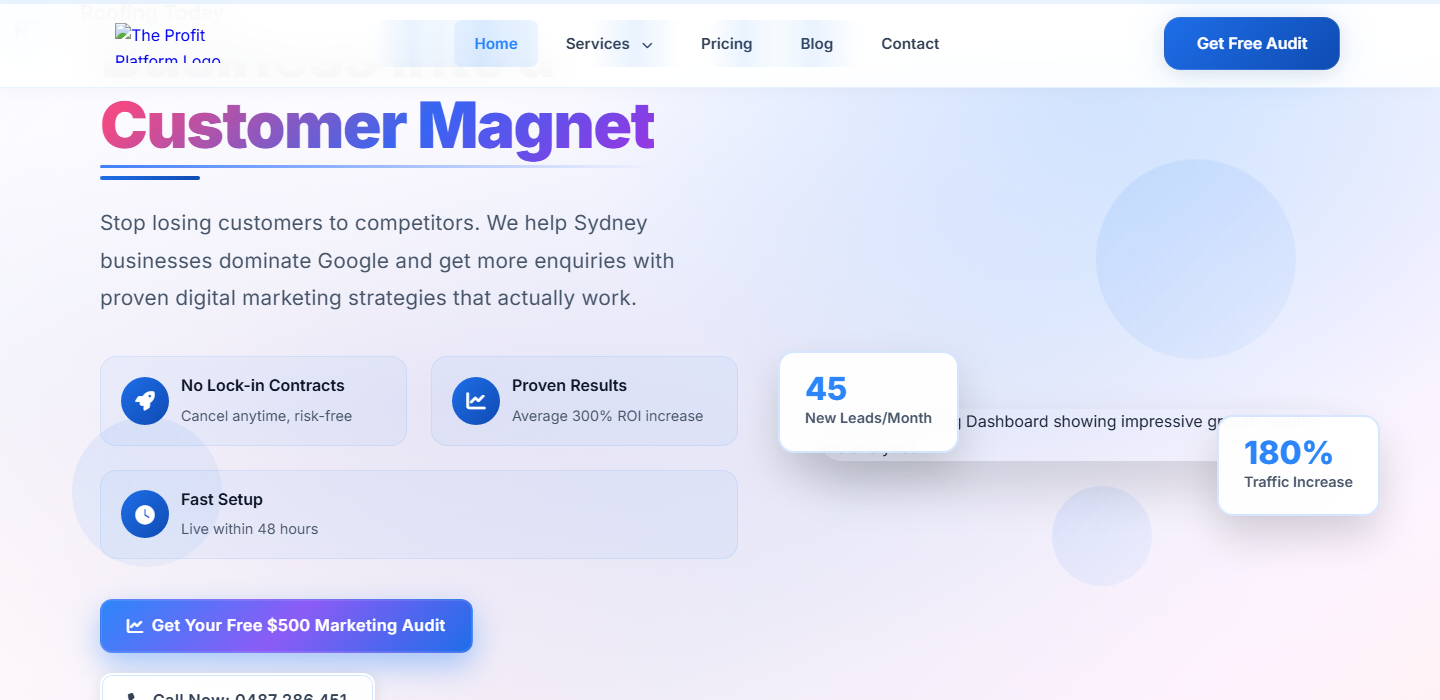 Roofing Today
The Profit
Platform Logo
Home
Services
Pricing
Blog
Contact
Get Free Audit
Business into a
Customer Magnet
Stop losing customers to competitors. We help Sydney
businesses dominate Google and get more enquiries with
proven digital marketing strategies that actually work.
No Lock-in Contracts
Cancel anytime, risk-free
Proven Results
Average 300% ROI increase
Fast Setup
Live within 48 hours
45
New Leads/Month
Dashboard showing impressive
180%
Traffic Increase
Get Your Free $500 Marketing Audit
Call Now: 0487 286 451